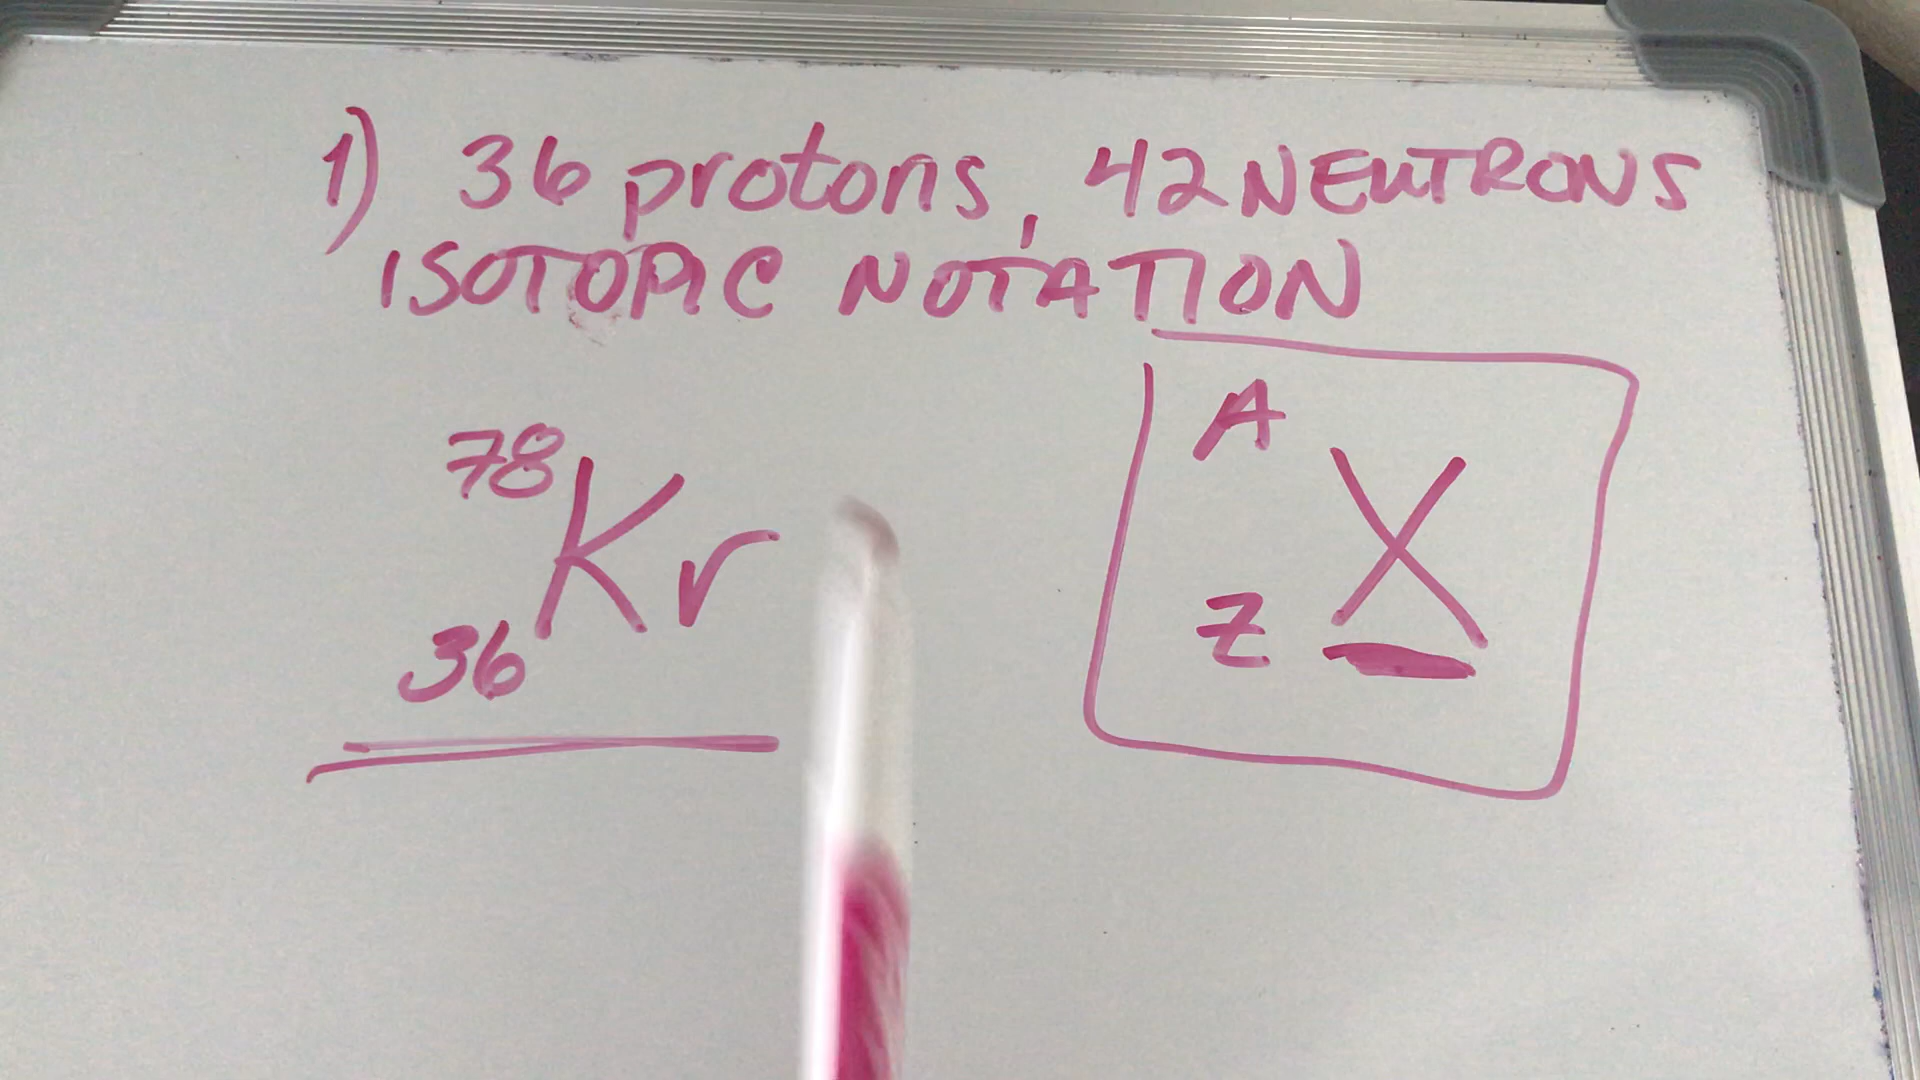 1) 36 protons, 42 NEUTRONS
ISOTOPIC NOTATION
78
Kr
36
A
X
Z